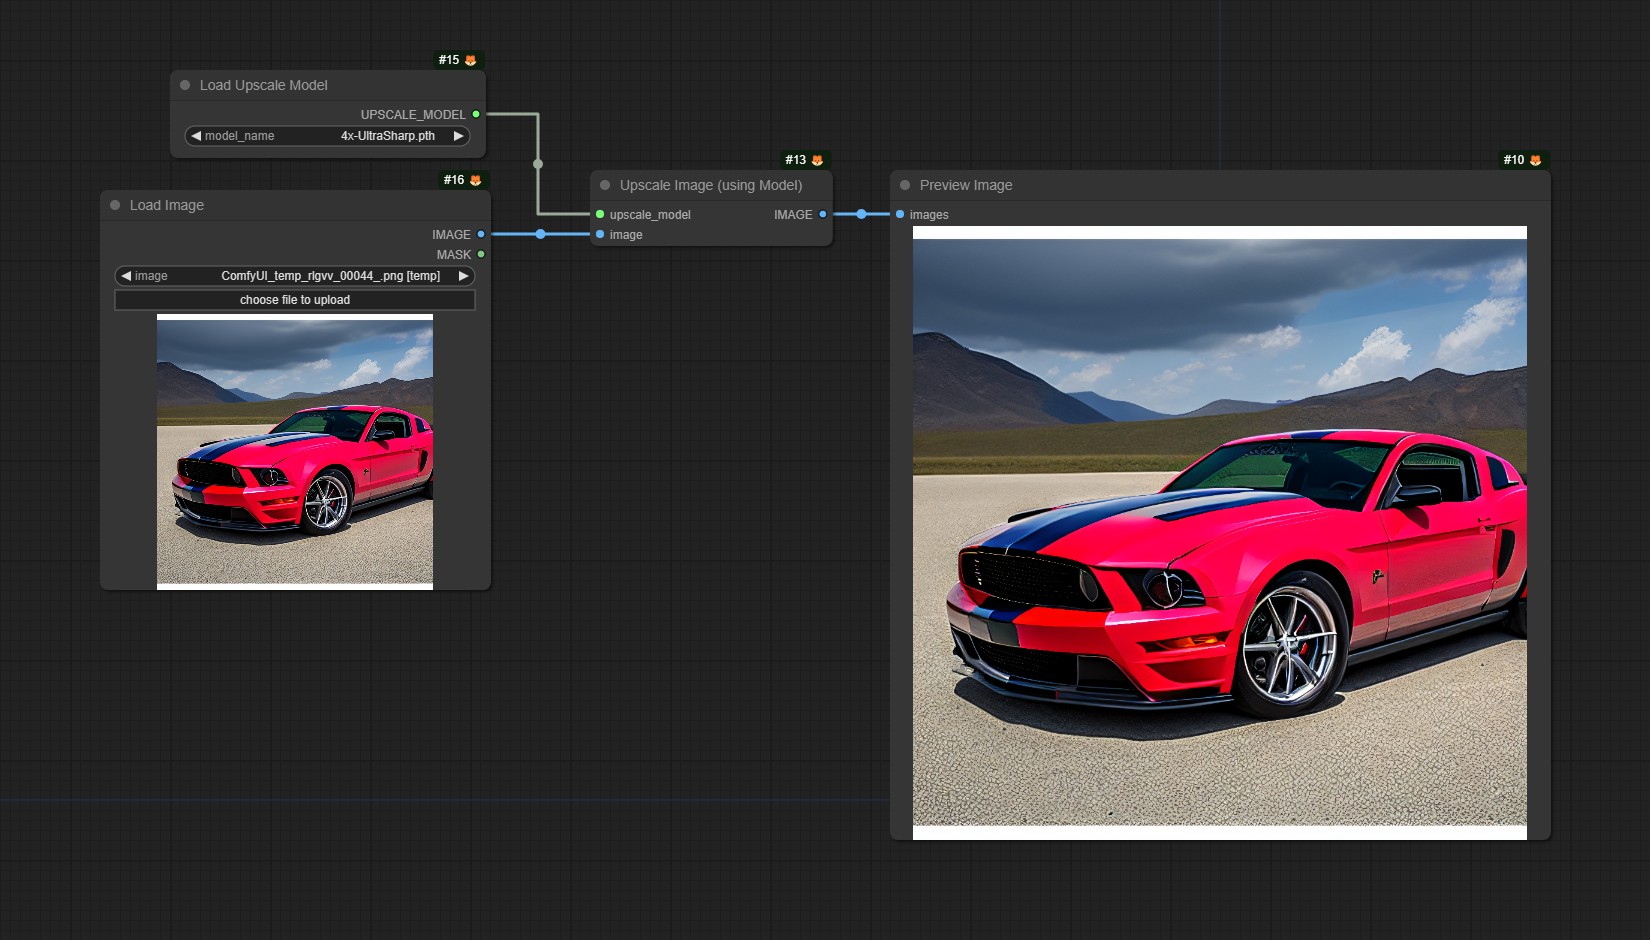 #15
Load Upscale Model
UPSCALE_MODEL
model_name 4x-UltraSharp.pth
#16
Load Image
IMAGE
MASK
image ComfyUI_temp_rlgvv_00044_.png [temp]
choose file to upload
#13
Upscale Image (using Model)
upscale_model IMAGE
image
#10
Preview Image
images